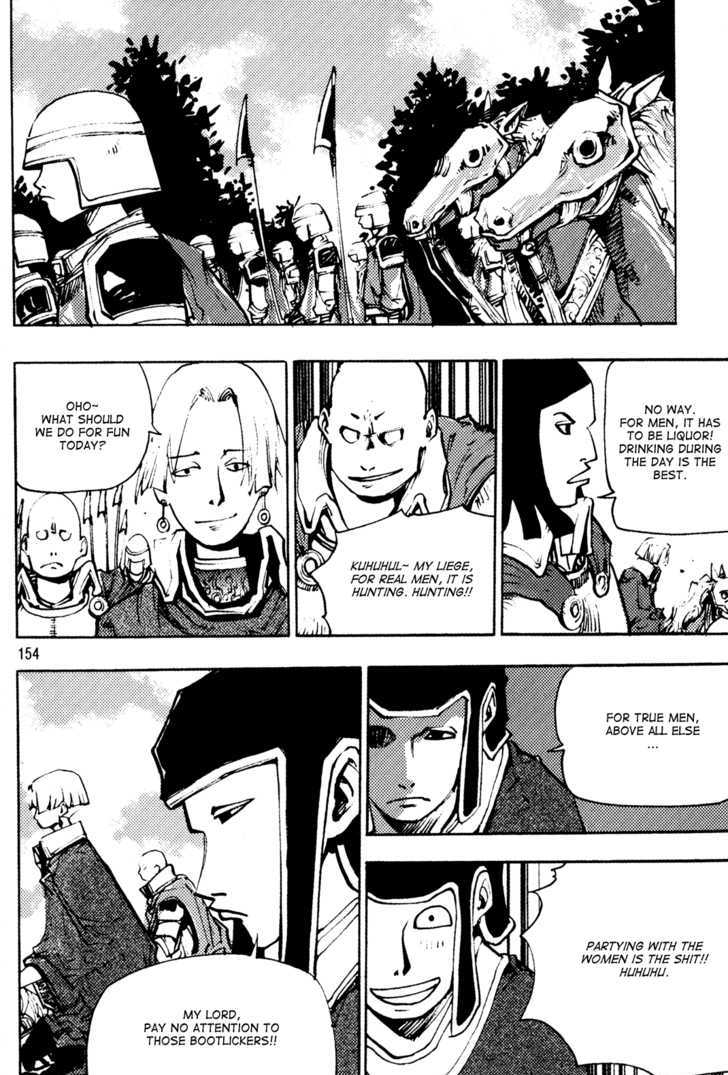 OHO~
WHAT SHOULD
WE DO FOR FUN
TODAY?
KUHUHUL~ MY LIEGE,
FOR REAL MEN, IT IS
HUNTING. HUNTING!!
NO WAY.
FOR MEN, IT HAS
TO BE LIQUOR!
DRINKING DURING
THE DAY IS THE
BEST.
154
MY LORD,
PAY NO ATTENTION TO
THOSE BOOTLICKERS!!
FOR TRUE MEN,
ABOVE ALL ELSE
...
PARTYING WITH THE
WOMEN IS THE SHIT!!
HUHUHU.